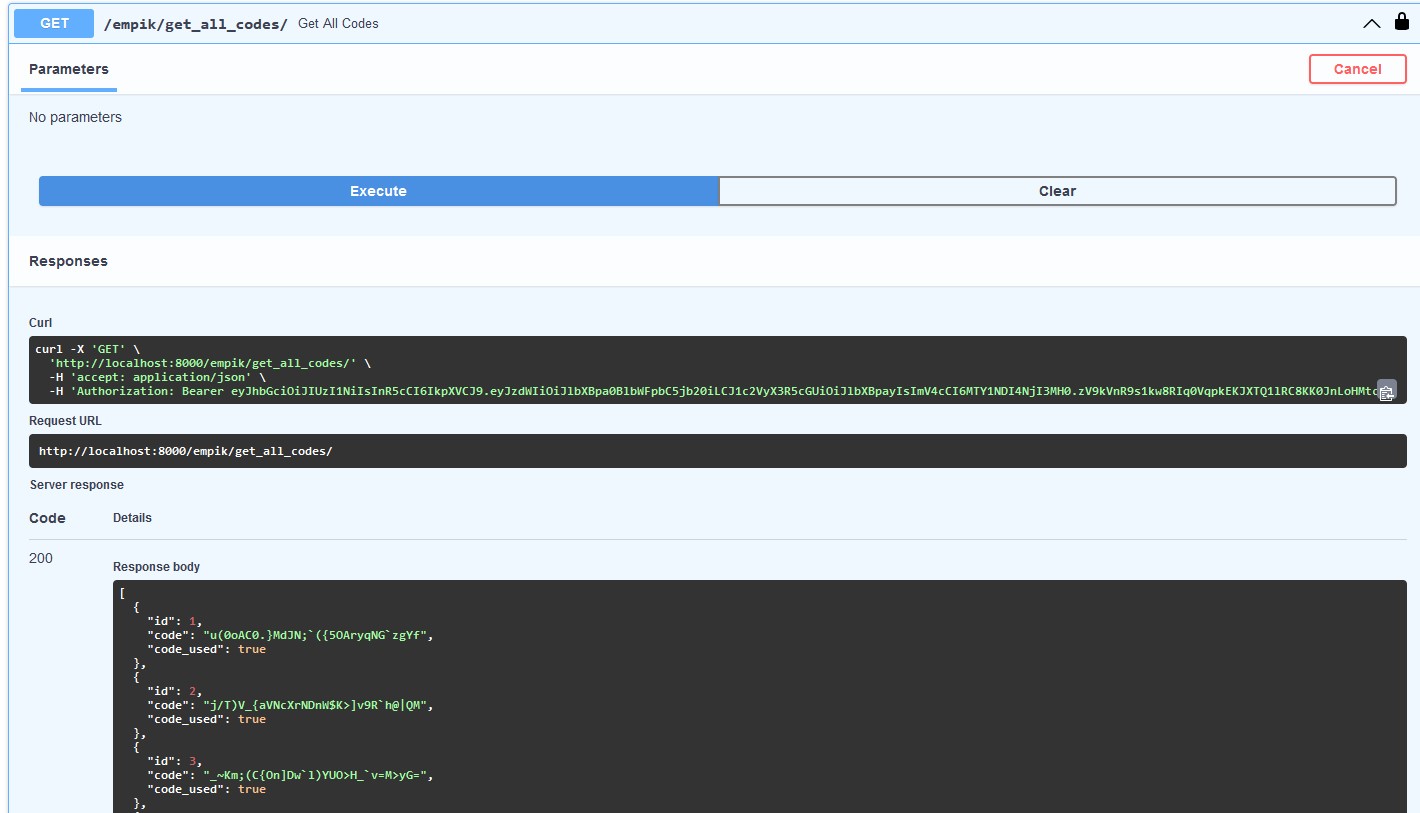 GET /empik/get_all_codes/ Get All Codes
Parameters
Cancel
No parameters
Execute
Clear
Responses
Curl
curl -X 'GET' \
'http://localhost:8000/empik/get_all_codes/' \
-H 'accept: application/json' \
-H 'Authorization: Bearer eyJhbGciOiJIUzI1NiIsInR5cCI6IkpXVCJ9.eyJzdWIiOiJlbXBpa0BlbWFpbC5jb20iLCJ1c2VyX3R5cGUiOiJlbXBpayIsImV4cCI6MTY1NDI4NjI3MH0.zV9kVnR9s1kw8RIq0VqpkEKJXTQ1lRC8KK0JnLoHMtc
Request URL
http://localhost:8000/empik/get_all_codes/
Server response
Code
Details
200
Response body
[
{
"id": 1,
"code": "u(0oAC0.}MdJN;`({5OAryqNG`zgYf",
"code_used": true
},
{
"id": 2,
"code": "j/T)V_{aVNcXrNDnW$K>]v9R`h@|QM",
"code_used": true
},
{
"id": 3,
"code": "_~Km;(C{On]Dw`l)YUO>H_`v=M>yG=",
"code_used": true
},